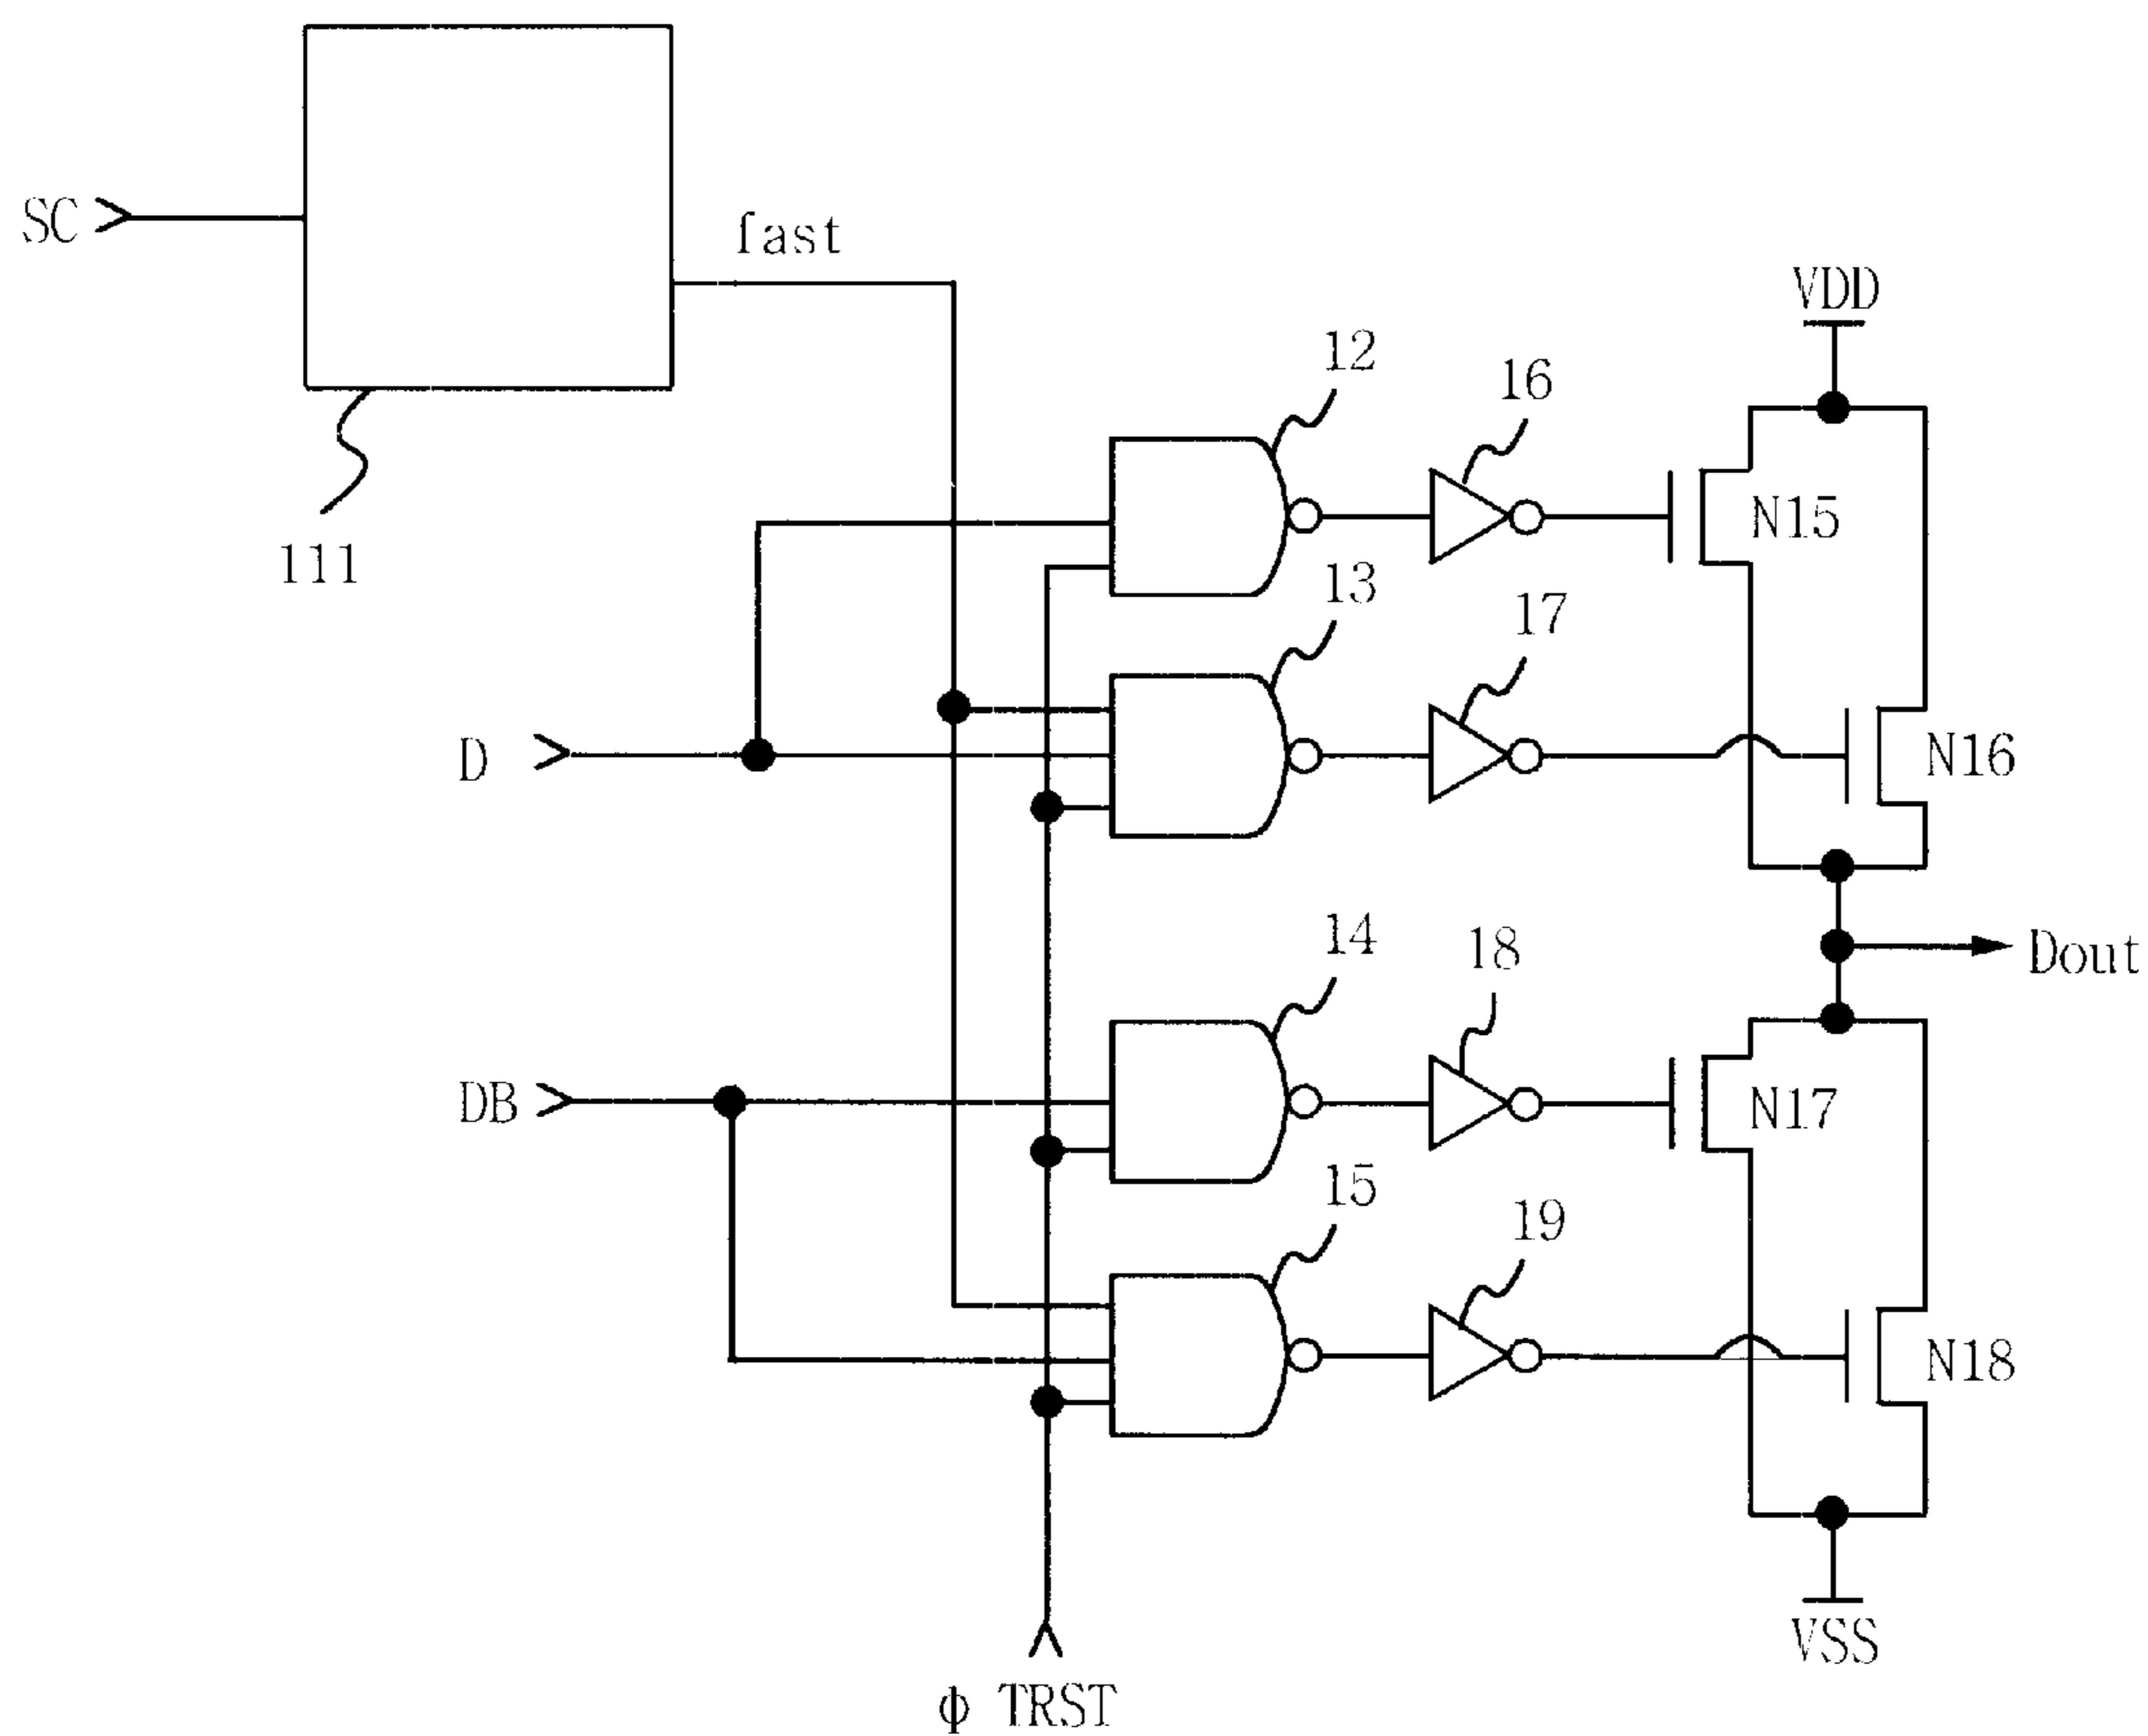 SC
fast
VDD
12
16
N15
111
13
17
D
N16
14
18
Dout
DB
N17
15
19
N18
VSS
φ TRST